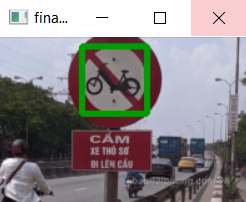 fina...
CẤM
XE THÔ SƠ
ĐI LÊN CẦU